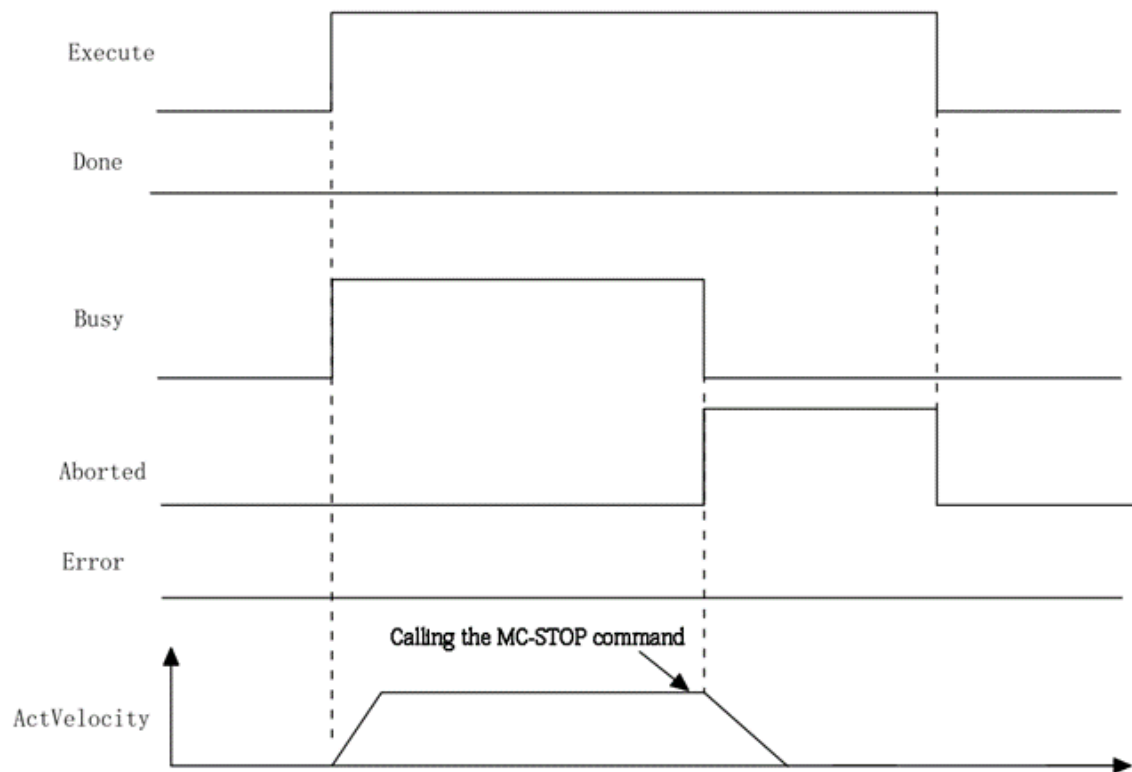 Execute
Done
Busy
Aborted
Error
Calling the MC-STOP command
ActVelocity